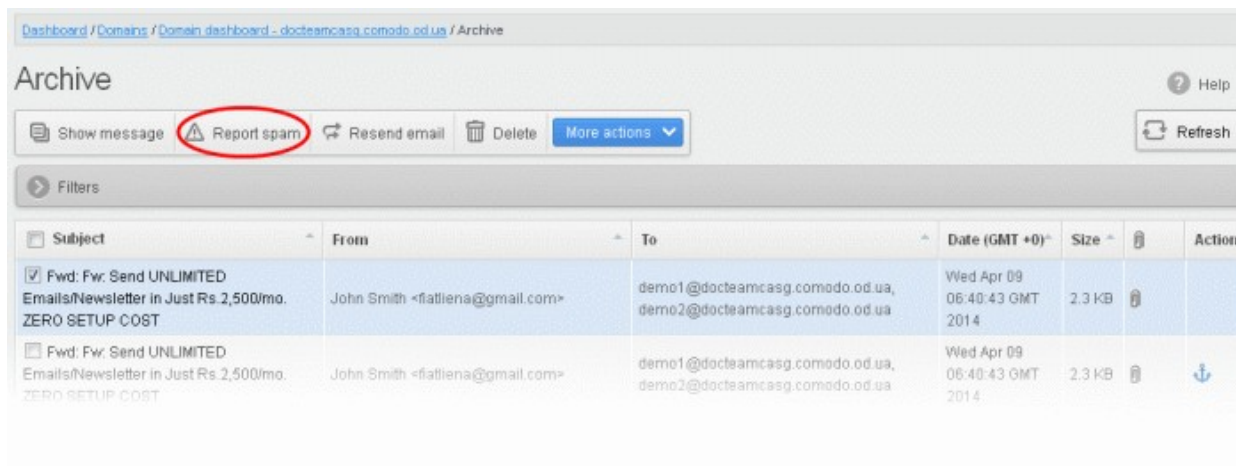 Dashboard / Domains / Domain dashboard - docteamcasg.comodo.od.ua / Archive
Archive
Help
Show message Report spam Resend email Delete More actions
Refresh
Filters
Subject From To Date (GMT +0) Size Action
Fwd: Fw: Send UNLIMITED
Emails/Newsletter in Just Rs.2,500/mo.
ZERO SETUP COST
John Smith <fiatliena@gmail.com>
demo1@docteamcasg.comodo.od.ua,
demo2@docteamcasg.comodo.od.ua
Wed Apr 09
06:40:43 GMT
2014
2.3 KB
Fwd: Fw: Send UNLIMITED
Emails/Newsletter in Just Rs.2,500/mo.
ZERO SETUP COST
John Smith <fiatliena@gmail.com>
demo1@docteamcasg.comodo.od.ua,
demo2@docteamcasg.comodo.od.ua
Wed Apr 09
06:40:43 GMT
2014
2.3 KB